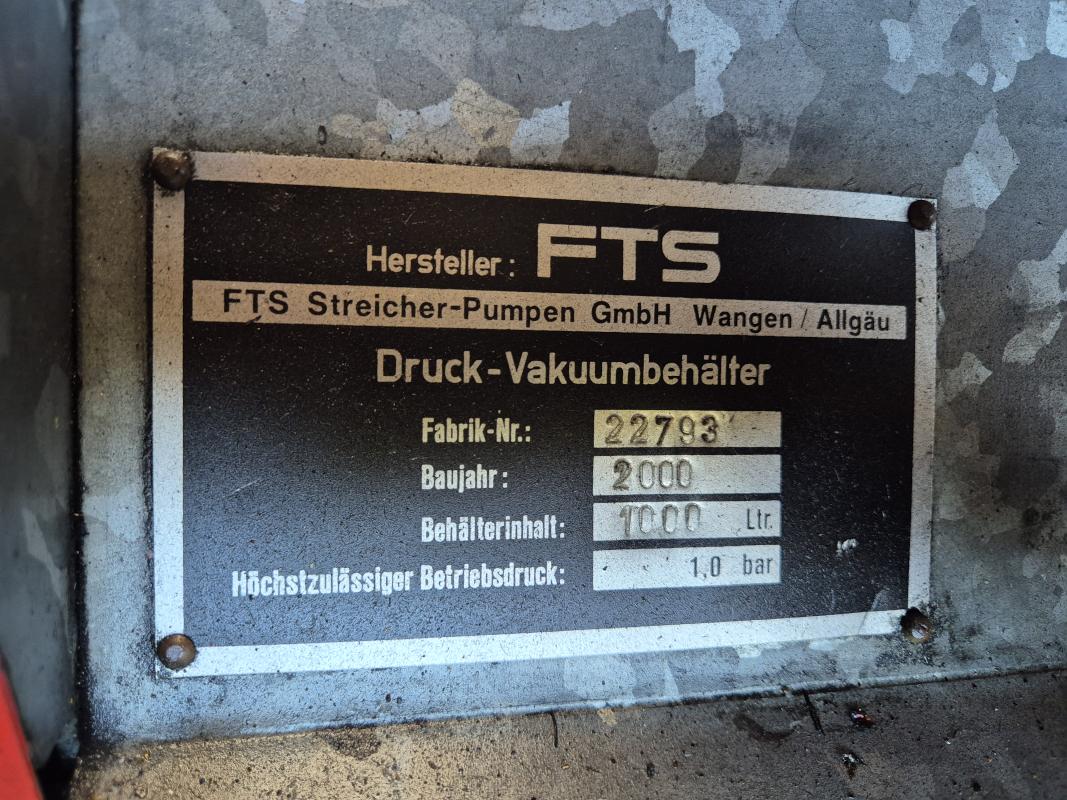 Hersteller: FTS
FTS Streicher-Pumpen GmbH Wangen / Allgäu
Druck-Vakuumbehälter
Fabrik-Nr.: 22793
Baujahr: 2000
Behälterinhalt: 1000 Ltr.
Höchstzulässiger Betriebsdruck: 1,0 bar